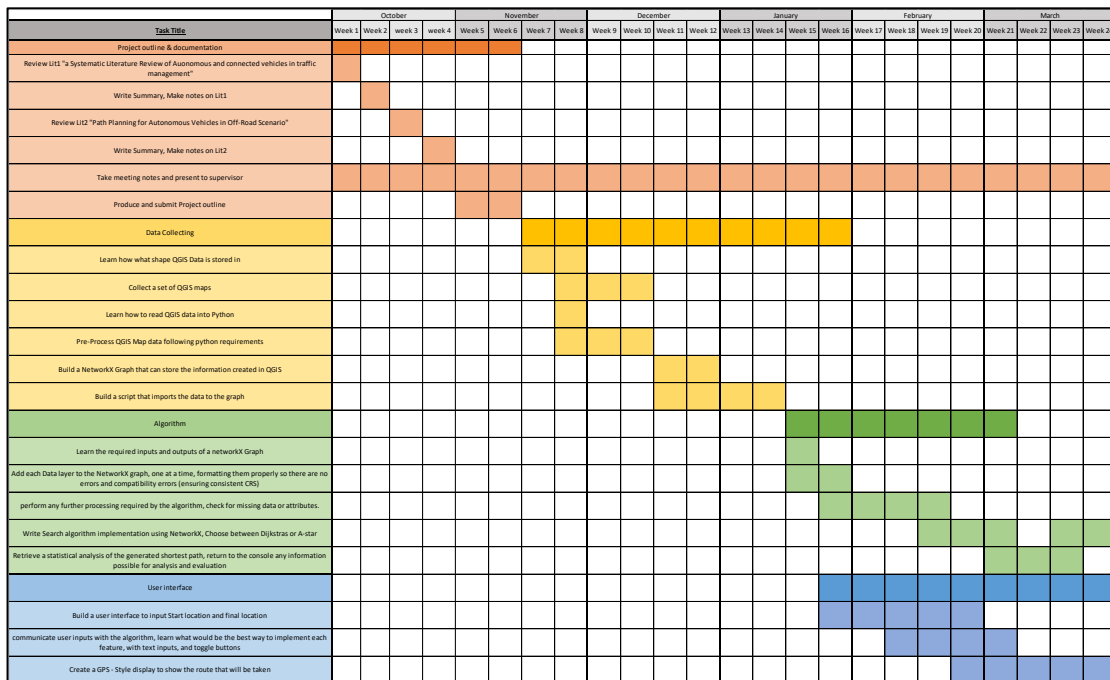 October November December January February March
Task Title Week 1 Week 2 week 3 week 4 Week 5 Week 6 Week 7 Week 8 Week 9 Week 10 Week 11 Week 12 Week 13 Week 14 Week 15 Week 16 Week 17 Week 18 Week 19 Week 20 Week 21 Week 22 Week 23 Week 24
Project outline & documentation
Review Lit1 "a Systematic Literature Review of Auonomous and connected vehicles in traffic
management"
Write Summary, Make notes on Lit1
Review Lit2 "Path Planning for Autonomous Vehicles in Off-Road Scenario"
Write Summary, Make notes on Lit2
Take meeting notes and present to supervisor
Produce and submit Project outline
Data Collecting
Learn how what shape QGIS Data is stored in
Collect a set of QGIS maps
Learn how to read QGIS data into Python
Pre-Process QGIS Map data following python requirements
Build a NetworkX Graph that can store the information created in QGIS
Build a script that imports the data to the graph
Algorithm
Learn the required inputs and outputs of a networkX Graph
Add each Data layer to the NetworkX graph, one at a time, formatting them properly so there are no
errors and compatibility errors (ensuring consistent CRS)
perform any further processing required by the algorithm, check for missing data or attributes.
Write Search algorithm implementation using NetworkX, Choose between Dijkstras or A-star
Retrieve a statistical analysis of the generated shortest path, return to the console any information
possible for analysis and evaluation
User interface
Build a user interface to input Start location and final location
communicate user inputs with the algorithm, learn what would be the best way to implement each
feature, with text inputs, and toggle buttons
Create a GPS - Style display to show the route that will be taken